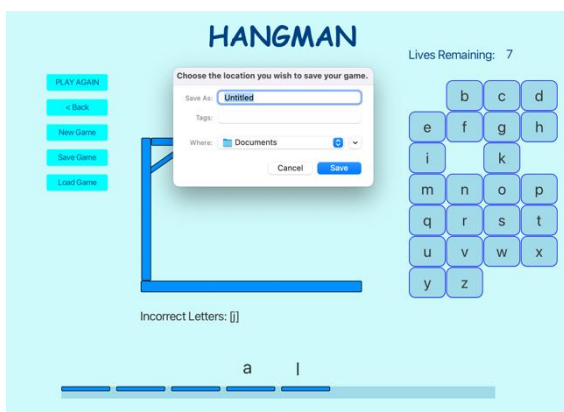 HANGMAN
Lives Remaining: 7
PLAY AGAIN
< Back
New Game
Save Game
Load Game
Choose the location you wish to save your game.
Save As: Untitled
Tags:
Where: Documents
Cancel Save
b c d
e f g h
i k
m n o p
q r s t
u v w x
y z
Incorrect Letters: [j]
a l